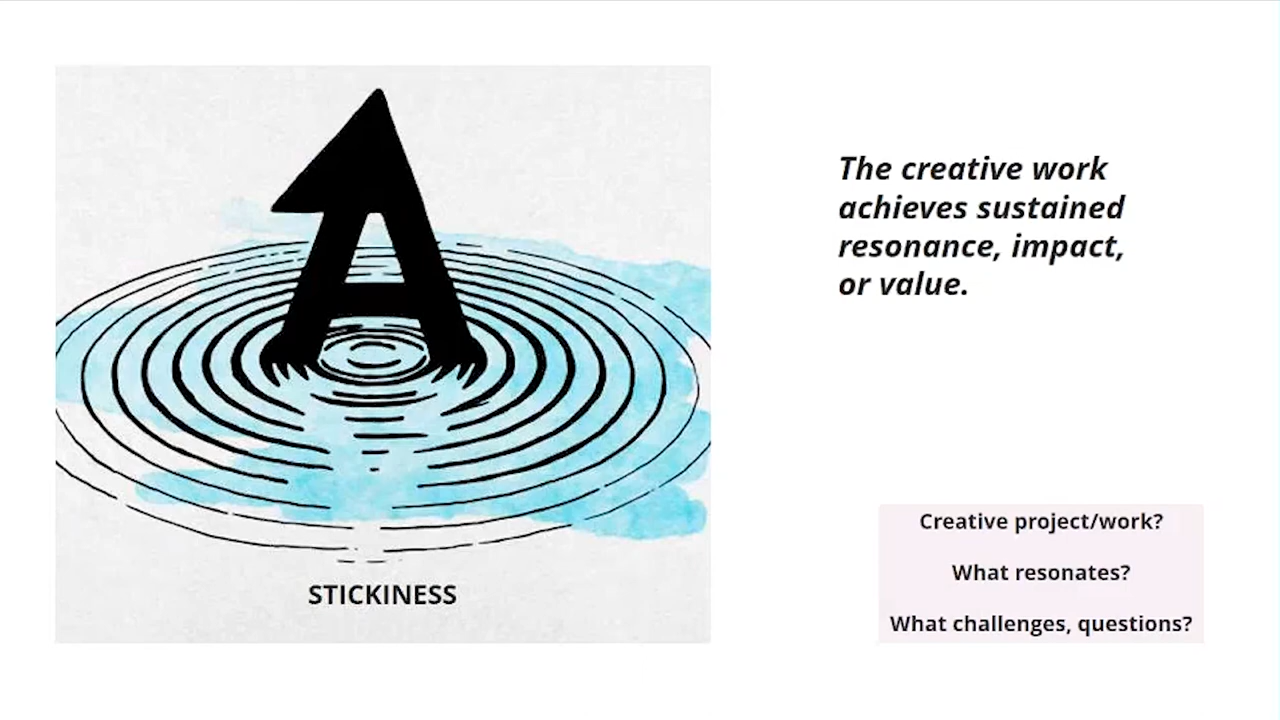 A
STICKINESS
The creative work
achieves sustained
resonance, impact,
or value.
Creative project/work?
What resonates?
What challenges, questions?